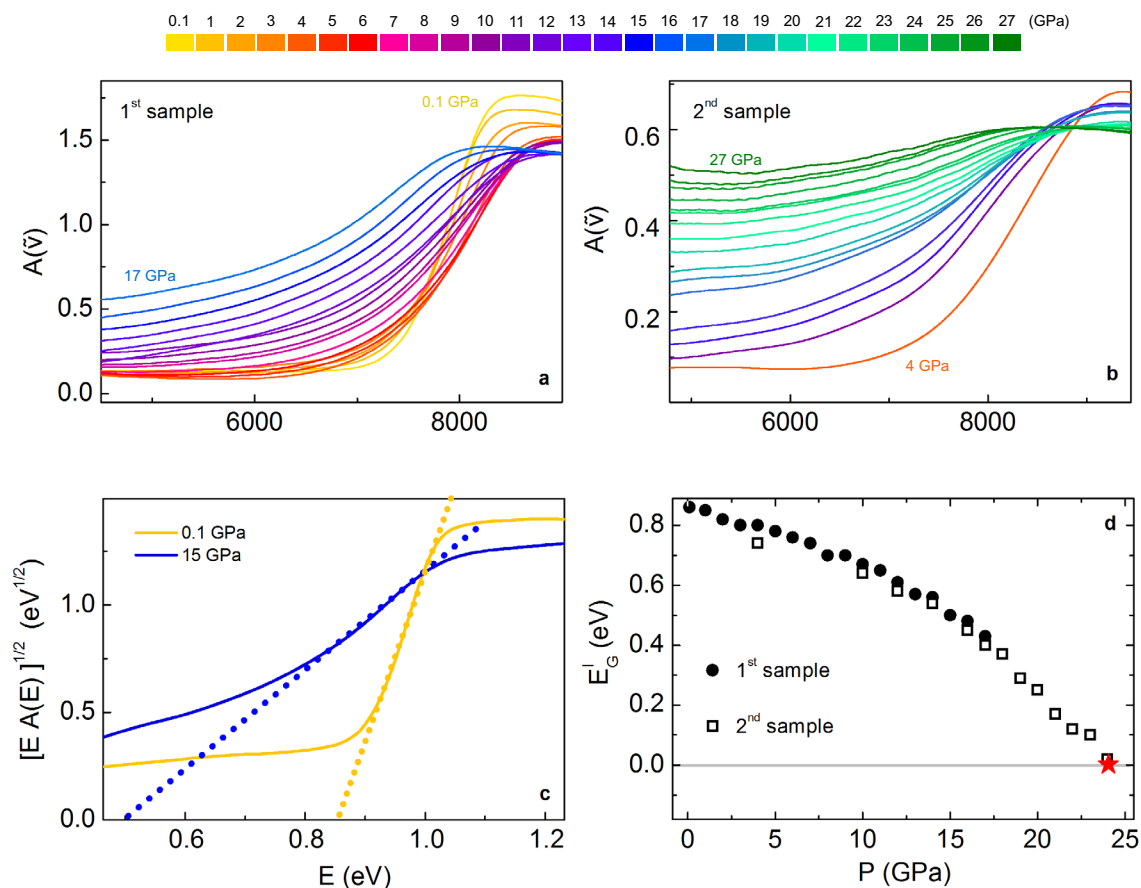 0.1 1 2 3 4 6 7 8 9 10 11 12 13 14 15 16 17 18 19 20 21 22 23 24 25 26 27 (GPa)
1st sample
0.1 GPa
17 GPa
a
A(ṽ)
0.0
0.5
1.0
1.5
6000 8000
2nd sample
27 GPa
4 GPa
b
A(ṽ)
0.2
0.4
0.6
6000 8000
0.1 GPa
15 GPa
c
[E A(E) ]1/2 (eV1/2)
0.0
0.5
1.0
0.6 0.8 1.0 1.2
E (eV)
d
1st sample
2nd sample
EGI (eV)
0.8
0.6
0.4
0.2
0.0
0 5 10 15 20 25
P (GPa)